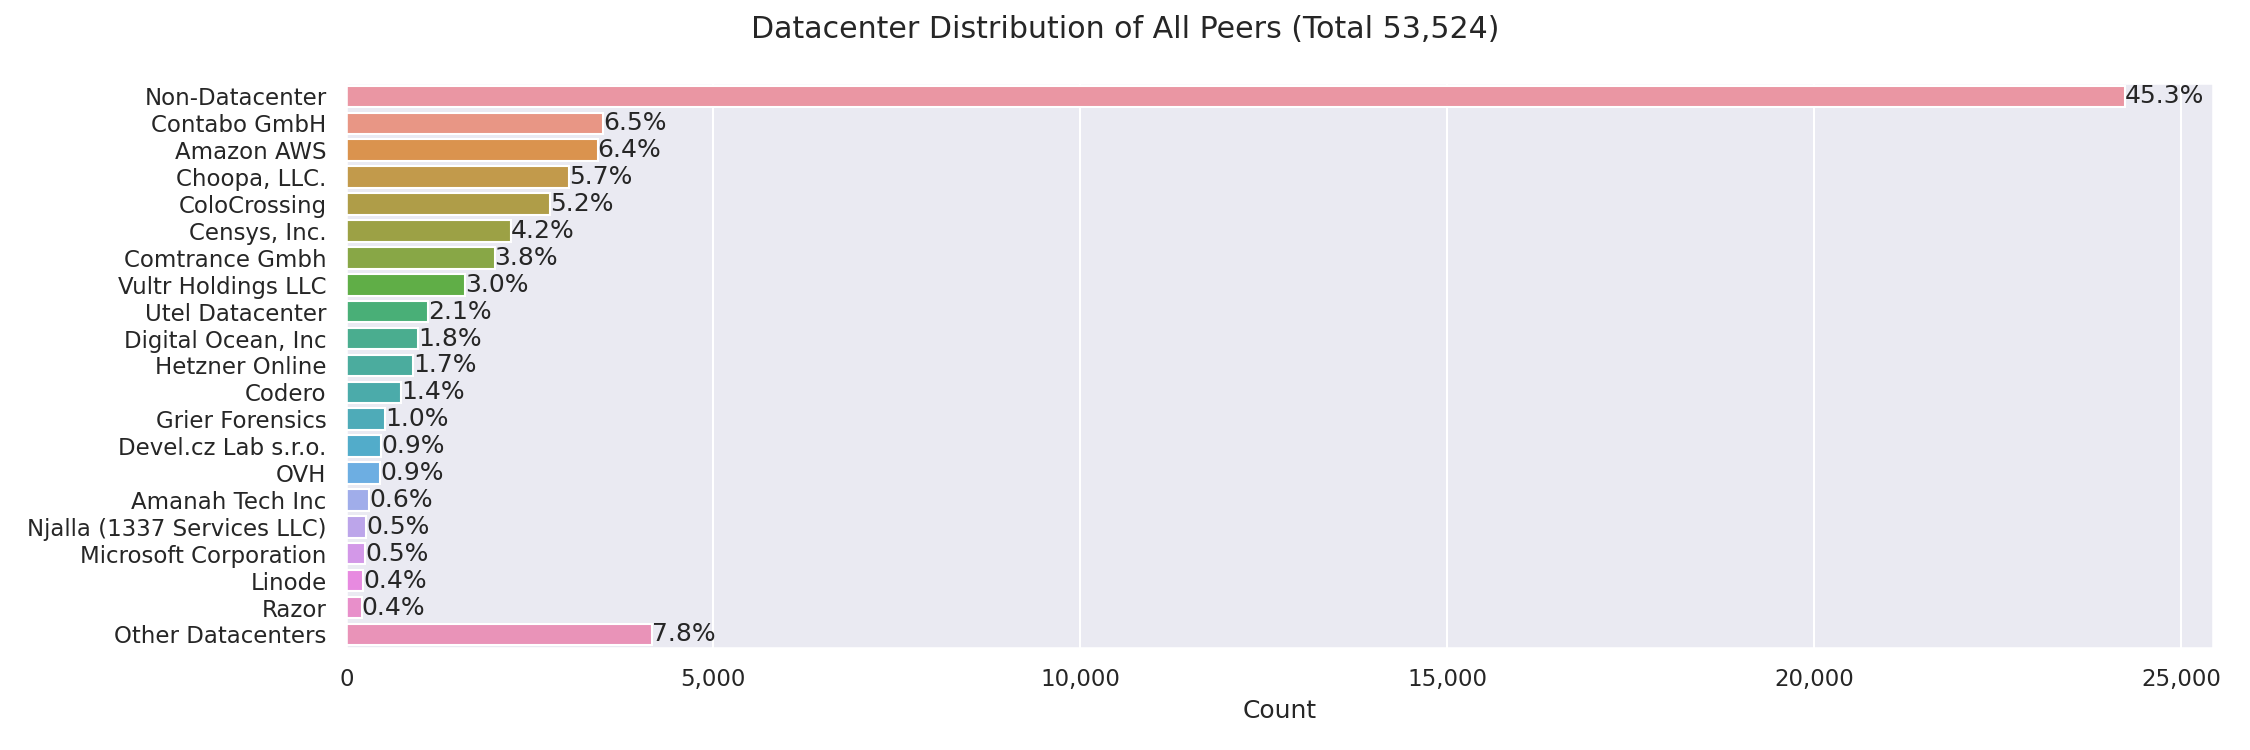 Datacenter Distribution of All Peers (Total 53,524)
Non-Datacenter 45.3%
Contabo GmbH 6.5%
Amazon AWS 6.4%
Choopa, LLC. 5.7%
ColoCrossing 5.2%
Censys, Inc. 4.2%
Comtrance Gmbh 3.8%
Vultr Holdings LLC 3.0%
Utel Datacenter 2.1%
Digital Ocean, Inc 1.8%
Hetzner Online 1.7%
Codero 1.4%
Grier Forensics 1.0%
Devel.cz Lab s.r.o. 0.9%
OVH 0.9%
Amanah Tech Inc 0.6%
Njalla (1337 Services LLC) 0.5%
Microsoft Corporation 0.5%
Linode 0.4%
Razor 0.4%
Other Datacenters 7.8%
0 5,000 10,000 15,000 20,000 25,000
Count